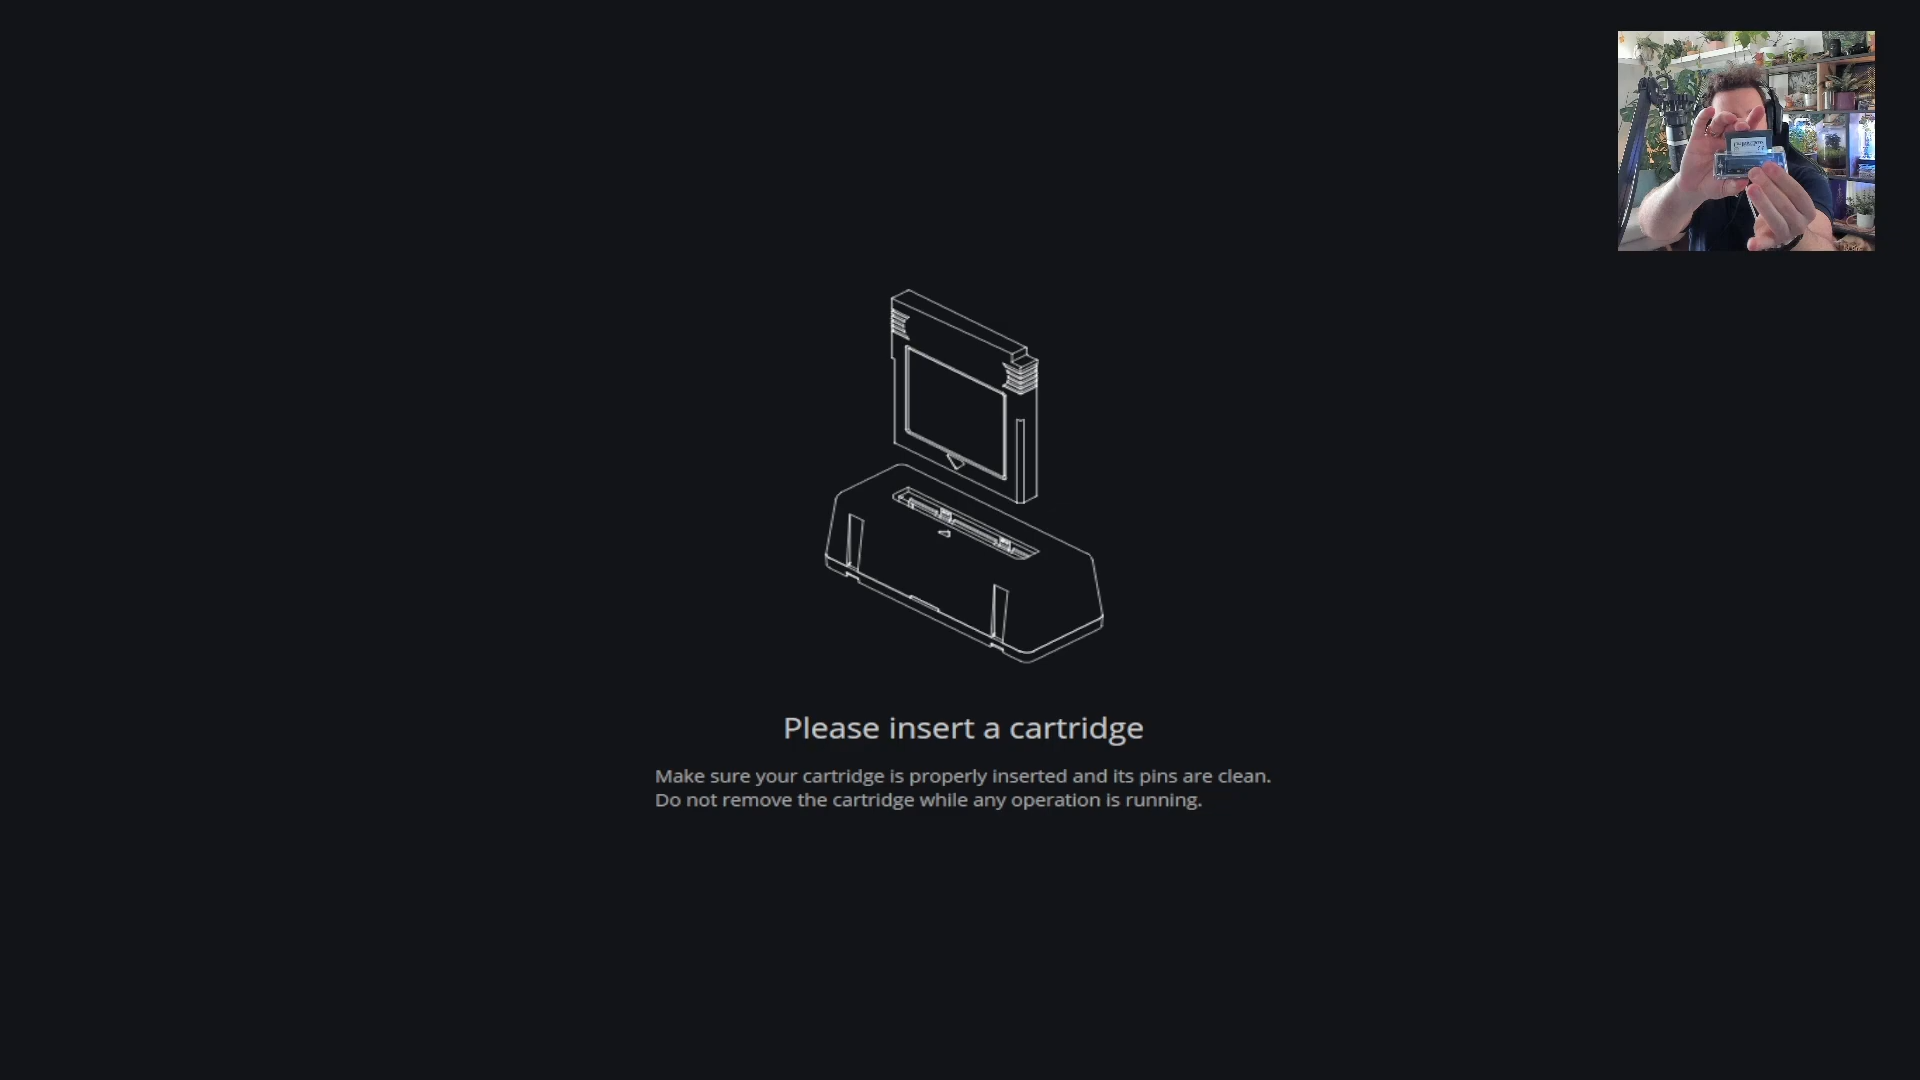 Please insert a cartridge
Make sure your cartridge is properly inserted and its pins are clean.
Do not remove the cartridge while any operation is running.